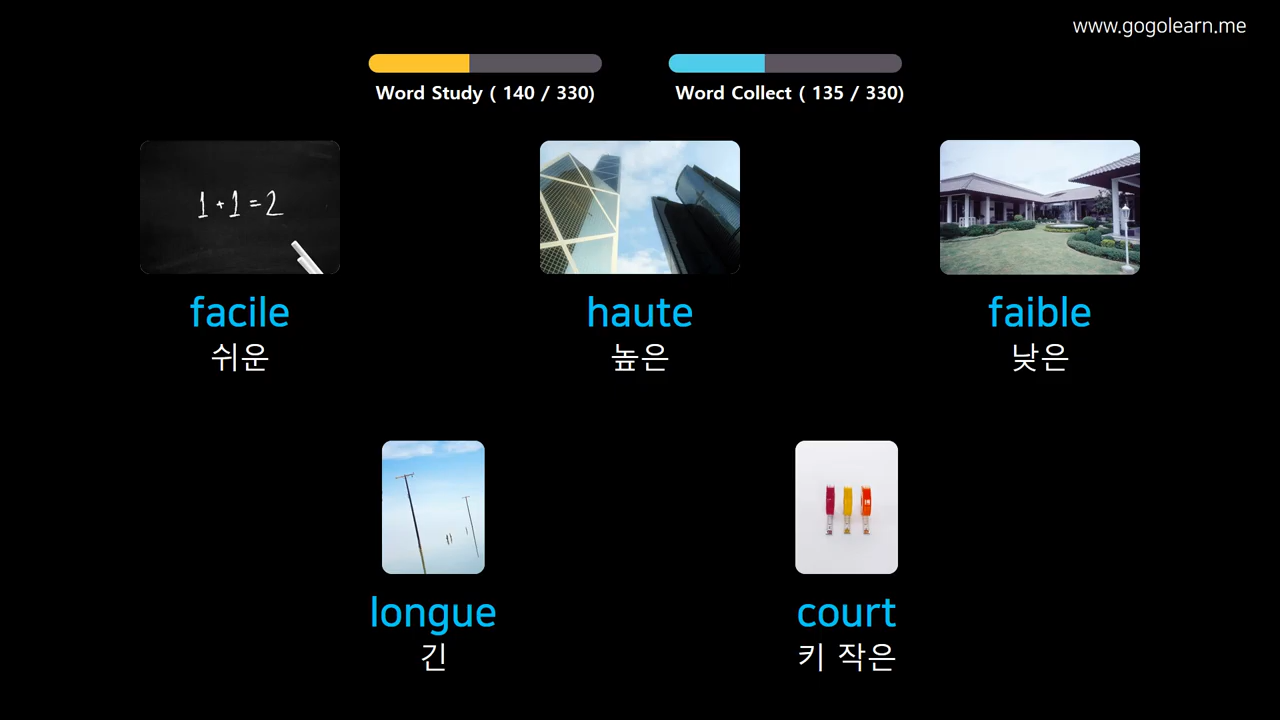 www.gogolearn.me
Word Study ( 140 / 330)
Word Collect ( 135 / 330)
1+1=2
facile
쉬운
haute
높은
faible
낮은
longue
긴
court
키 작은